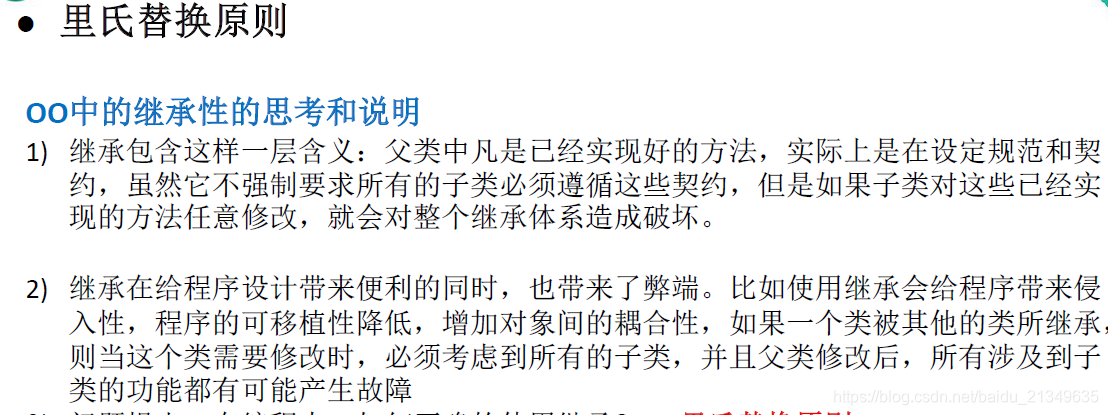 ● 里氏替换原则
OO中的继承性的思考和说明
1) 继承包含这样一层含义：父类中凡是已经实现好的方法，实际上是在设定规范和契
约，虽然它不强制要求所有的子类必须遵循这些契约，但是如果子类对这些已经实
现的方法任意修改，就会对整个继承体系造成破坏。
2) 继承在给程序设计带来便利的同时，也带来了弊端。比如使用继承会给程序带来侵
入性，程序的可移植性降低，增加对象间的耦合性，如果一个类被其他的类所继承，
则当这个类需要修改时，必须考虑到所有的子类，并且父类修改后，所有涉及到子
类的功能都有可能产生故障
https://blog.csdn.net/baidu_21349635